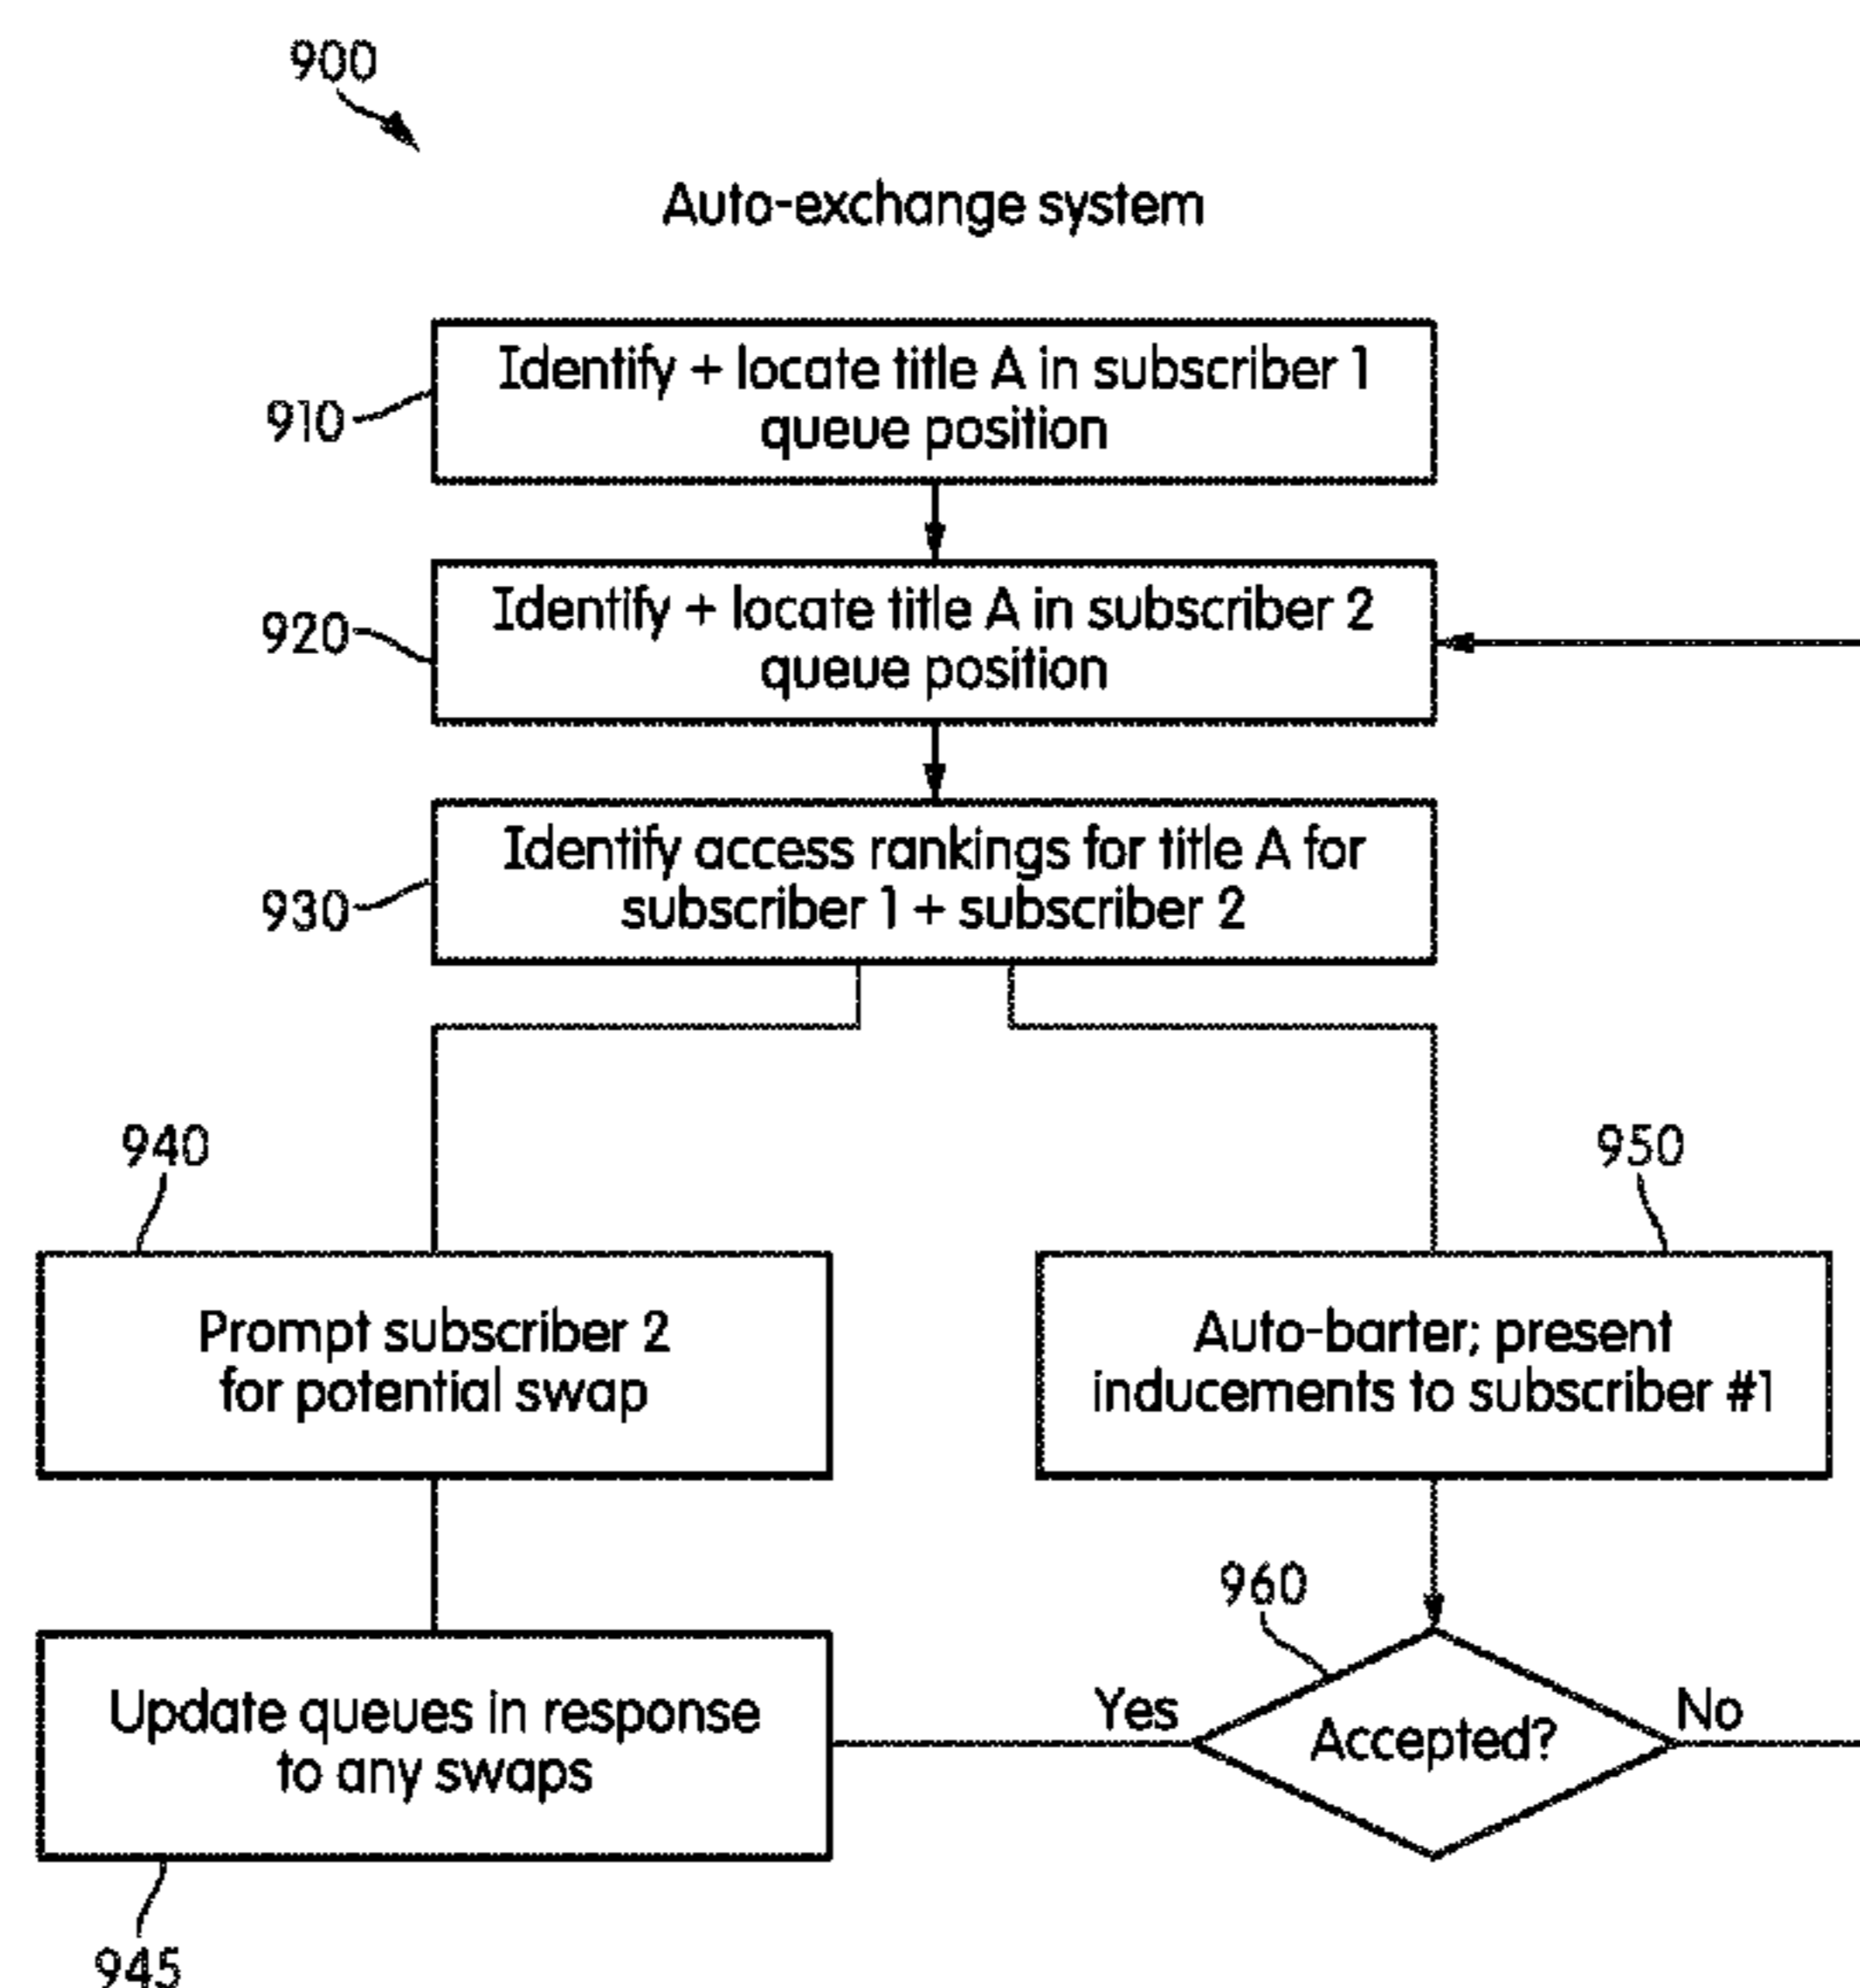 900
Auto-exchange system
Identify + locate title A in subscriber 1
queue position
910
Identify + locate title A in subscriber 2
queue position
920
Identify access rankings for title A for
subscriber 1 + subscriber 2
930
940
950
Prompt subscriber 2
for potential swap
Auto-barter; present
inducements to subscriber #1
960
Update queues in response
to any swaps
Yes
Accepted?
No
945